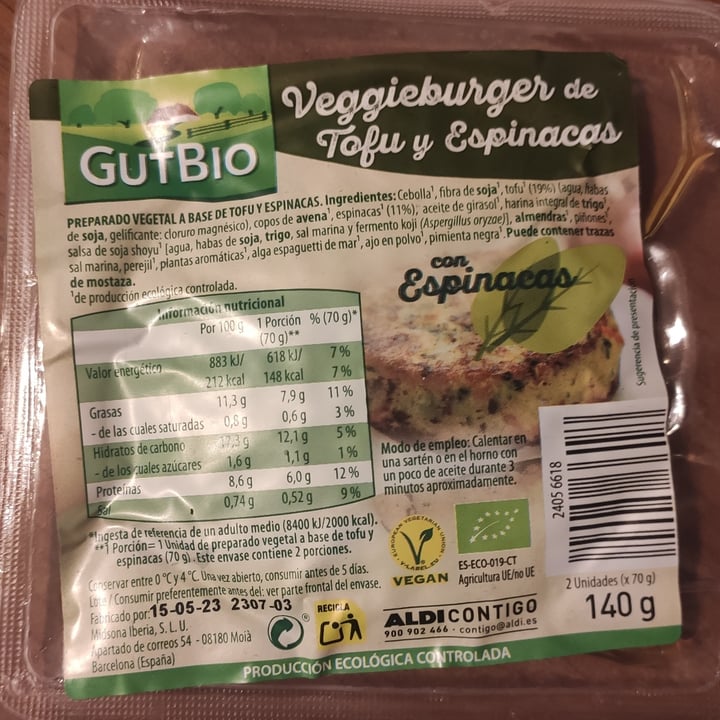 Veggieburger de
Tofu y Espinacas
GUTBIO
PREPARADO VEGETAL A BASE DE TOFU Y ESPINACAS. Ingredientes: Cebolla¹, fibra de soja¹, tofu¹ (19%) (agua, habas
de soja, gelificante: cloruro magnésico), copos de avena¹, espinacas¹ (11%), aceite de girasol¹, harina integral de trigo¹,
salsa de soja shoyu¹ [agua, habas de soja, trigo, sal marina y fermento koji (Aspergillus oryzae)], almendras¹, piñones¹,
sal marina, perejil¹, plantas aromáticas¹, alga espaguetti de mar¹, ajo en polvo¹, pimienta negra¹. Puede contener trazas
de mostaza.
¹de producción ecológica controlada.
con
Espinacas
Sugerencia de presentación
Información nutricional
Por 100 g 1 Porción (70 g)** % (70 g)*
Valor energético 883 kJ/ 618 kJ/ 7 %
212 kcal 148 kcal 7 %
Grasas 11,3 g 7,9 g 11 %
- de las cuales saturadas 0,8 g 0,6 g 3 %
Hidratos de carbono 17,3 g 12,1 g 5 %
- de los cuales azúcares 1,6 g 1,1 g 1 %
Proteínas 8,6 g 6,0 g 12 %
Sal 0,74 g 0,52 g 9 %
*Ingesta de referencia de un adulto medio (8400 kJ/2000 kcal).
**1 Porción= 1 Unidad de preparado vegetal a base de tofu y
espinacas (70 g). Este envase contiene 2 porciones.
Conservar entre 0 °C y 4 °C. Una vez abierto, consumir antes de 5 días.
Lote / Consumir preferentemente antes del: ver parte frontal del envase.
Fabricado por: 15-05-23 2307-03
Midsona Iberia, S.L.U.
Apartado de correos 54 - 08180 Moià
Barcelona (España)
Modo de empleo: Calentar en
una sartén o en el horno con
un poco de aceite durante 3
minutos aproximadamente.
2405 6618
EUROPEAN VEGETARIAN UNION
V-LABEL.EU
VEGAN
ES-ECO-019-CT
Agricultura UE/no UE
2 Unidades (x 70 g)
140 g
RECICLA
ALDI CONTIGO
900 902 466 - contigo@aldi.es
PRODUCCIÓN ECOLÓGICA CONTROLADA